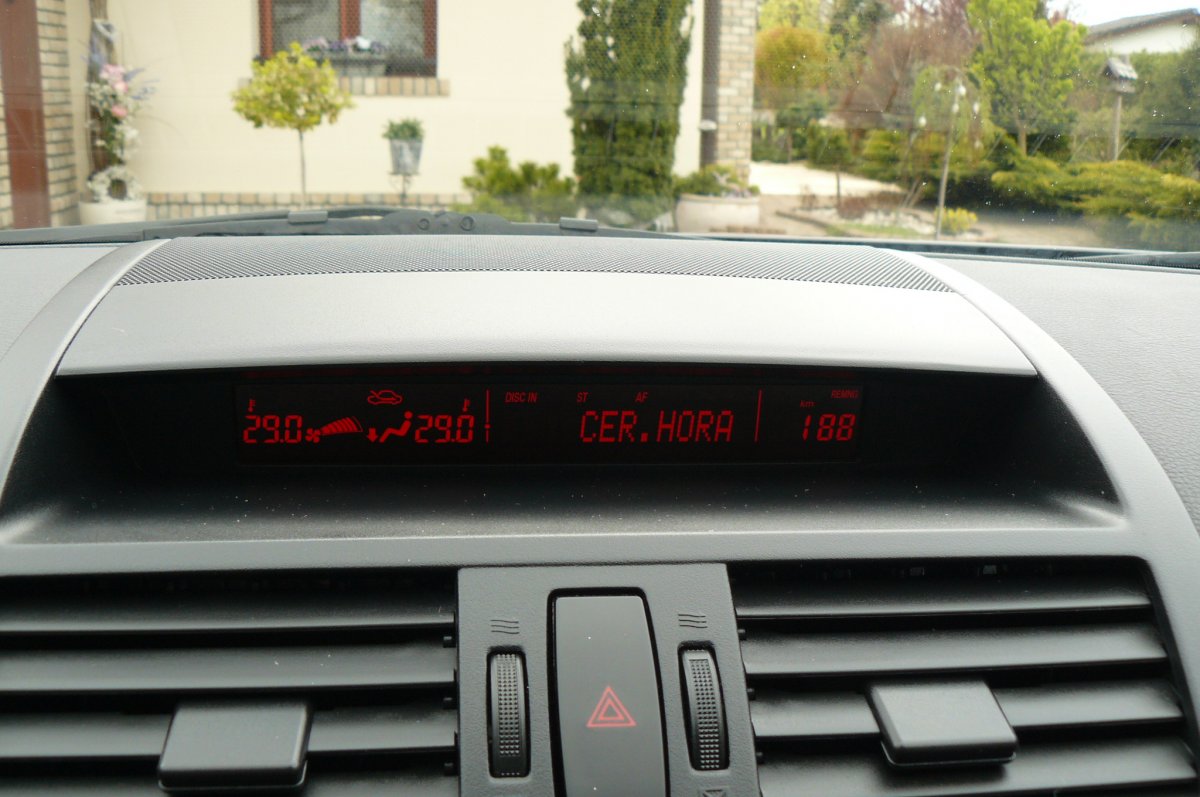 DISC IN ST AF km REMNG
29.0 29.0 CER.HORA 188